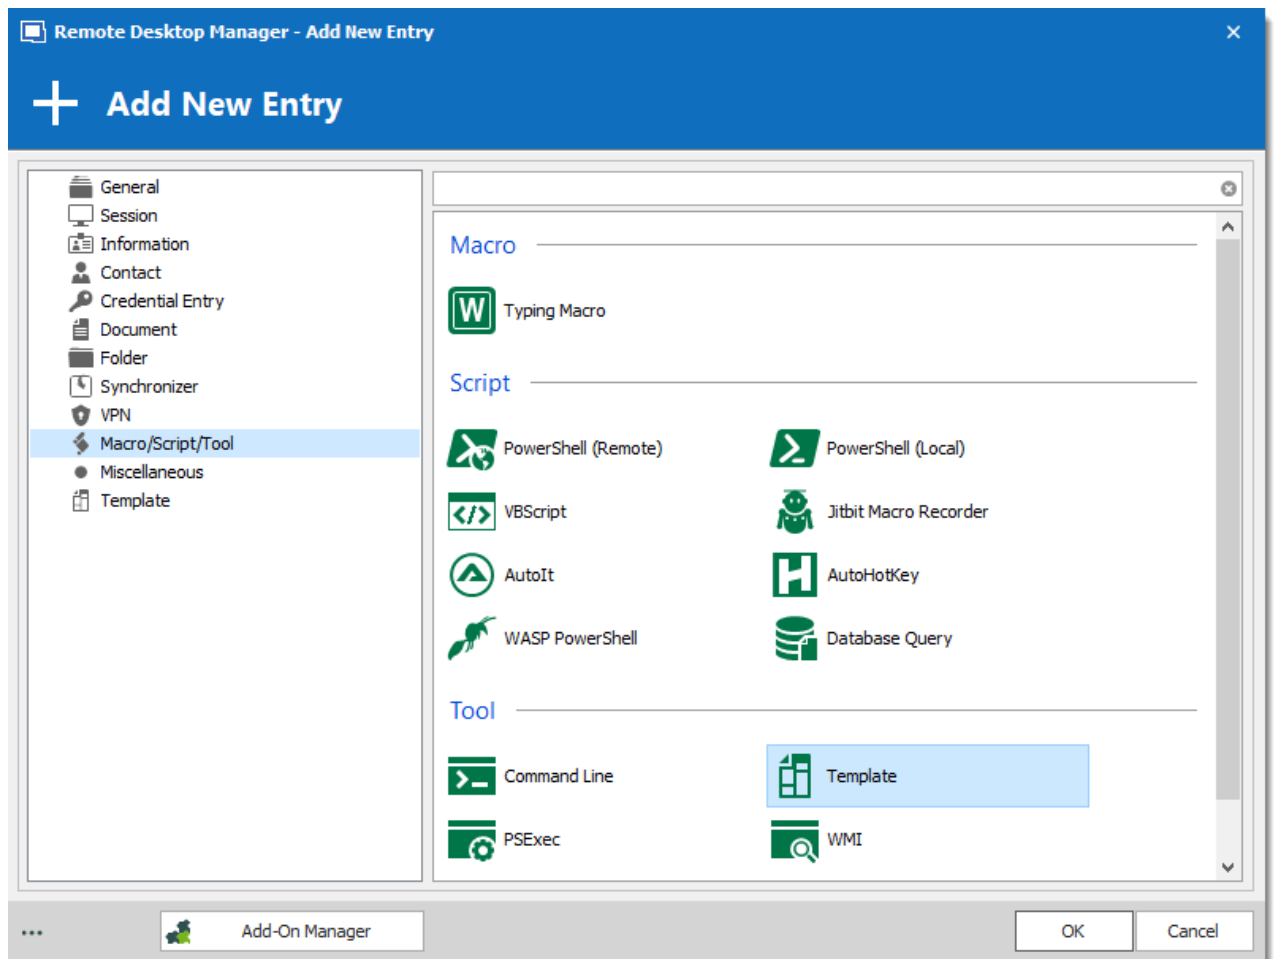 Remote Desktop Manager - Add New Entry
Add New Entry
General
Session
Information
Contact
Credential Entry
Document
Folder
Synchronizer
VPN
Macro/Script/Tool
Miscellaneous
Template
Macro
W Typing Macro
Script
PowerShell (Remote)
PowerShell (Local)
VBScript
Jitbit Macro Recorder
AutoIt
H AutoHotKey
WASP PowerShell
Database Query
Tool
Command Line
Template
PSExec
WMI
... Add-On Manager
OK
Cancel